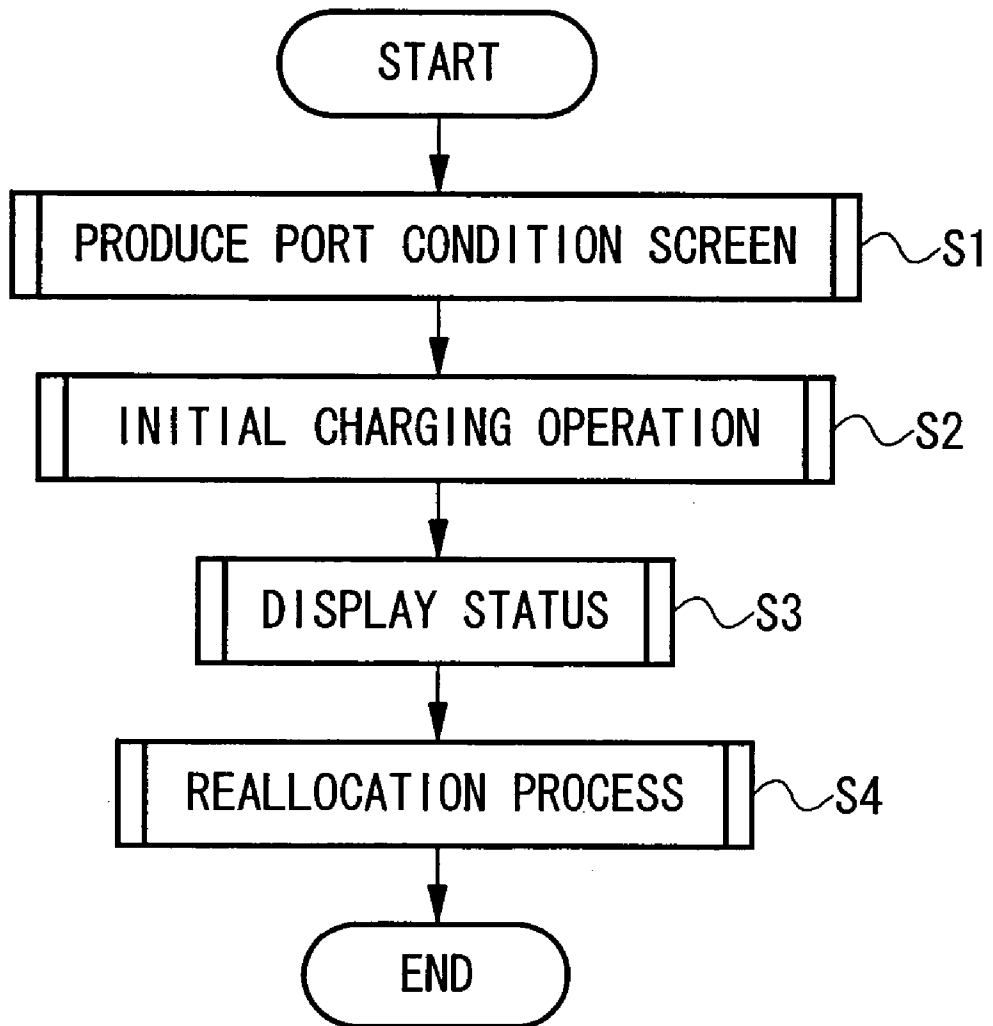 START
PRODUCE PORT CONDITION SCREEN S1
INITIAL CHARGING OPERATION S2
DISPLAY STATUS S3
REALLOCATION PROCESS S4
END